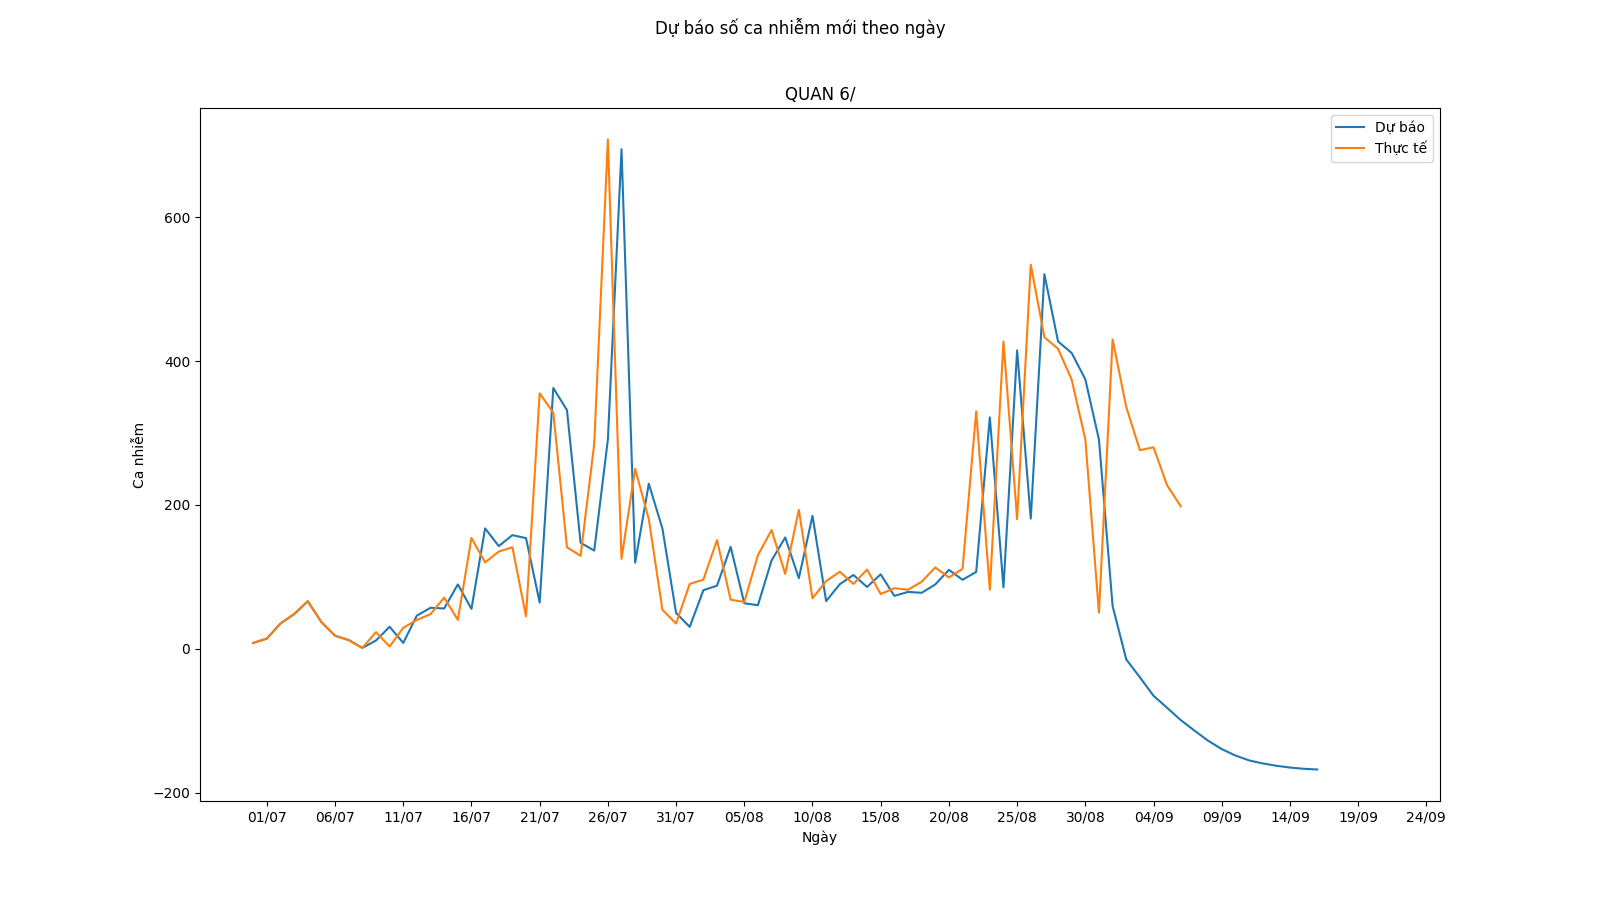 Dự báo số ca nhiễm mới theo ngày
QUAN 6/
Dự báo
Thực tế
600
400
200
0
−200
Ca nhiễm
01/07 06/07 11/07 16/07 21/07 26/07 31/07 05/08 10/08 15/08 20/08 25/08 30/08 04/09 09/09 14/09 19/09 24/09
Ngày